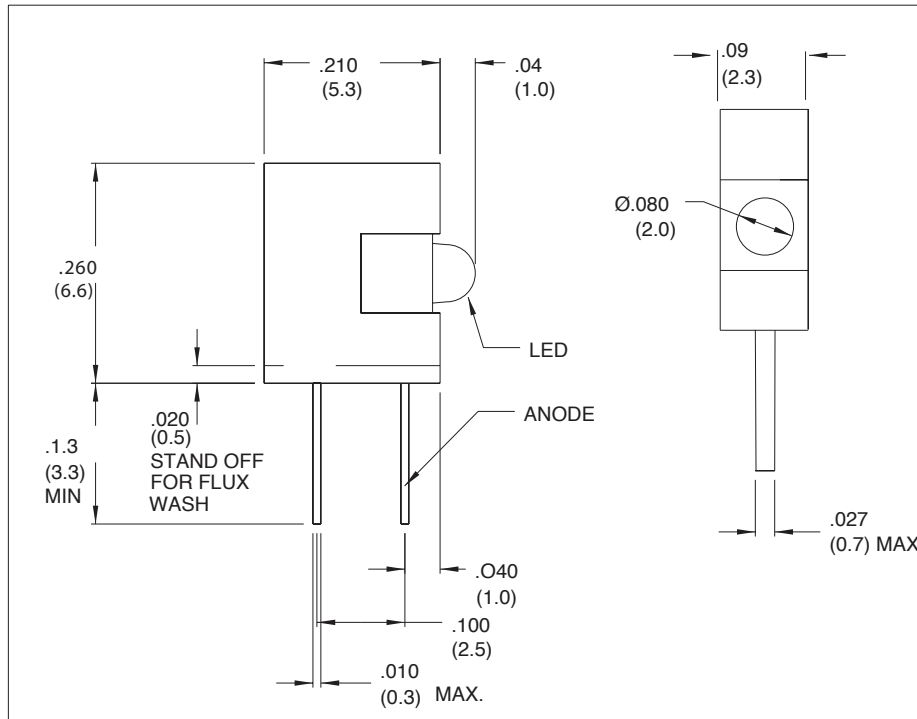 .210
(5.3)
.04
(1.0)
.09
(2.3)
Ø.080
(2.0)
.260
(6.6)
LED
ANODE
.020
(0.5)
STAND OFF
FOR FLUX
WASH
.1.3
(3.3)
MIN
.027
(0.7) MAX
.O40
(1.0)
.100
(2.5)
.010
(0.3) MAX.